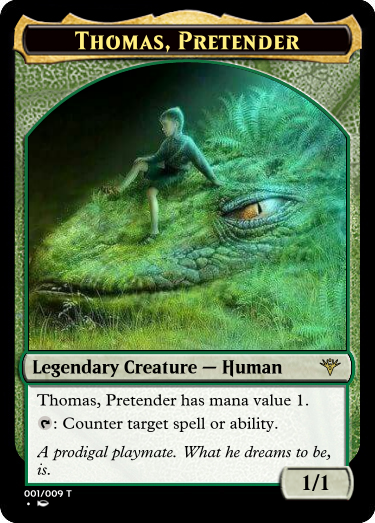 THOMAS, PRETENDER
Legendary Creature — Human
Thomas, Pretender has mana value 1.
: Counter target spell or ability.
A prodigal playmate. What he dreams to be,
is.
1/1
001/009 T